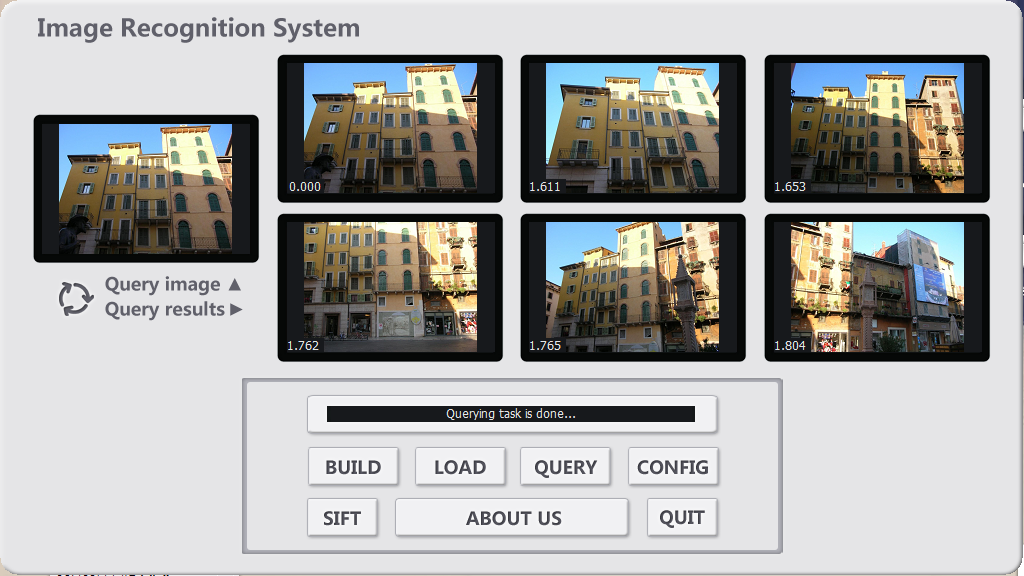 Image Recognition System
0.000
1.611
1.653
Query image ▲
Query results ►
1.762
1.765
1.804
Querying task is done...
BUILD
LOAD
QUERY
CONFIG
SIFT
ABOUT US
QUIT